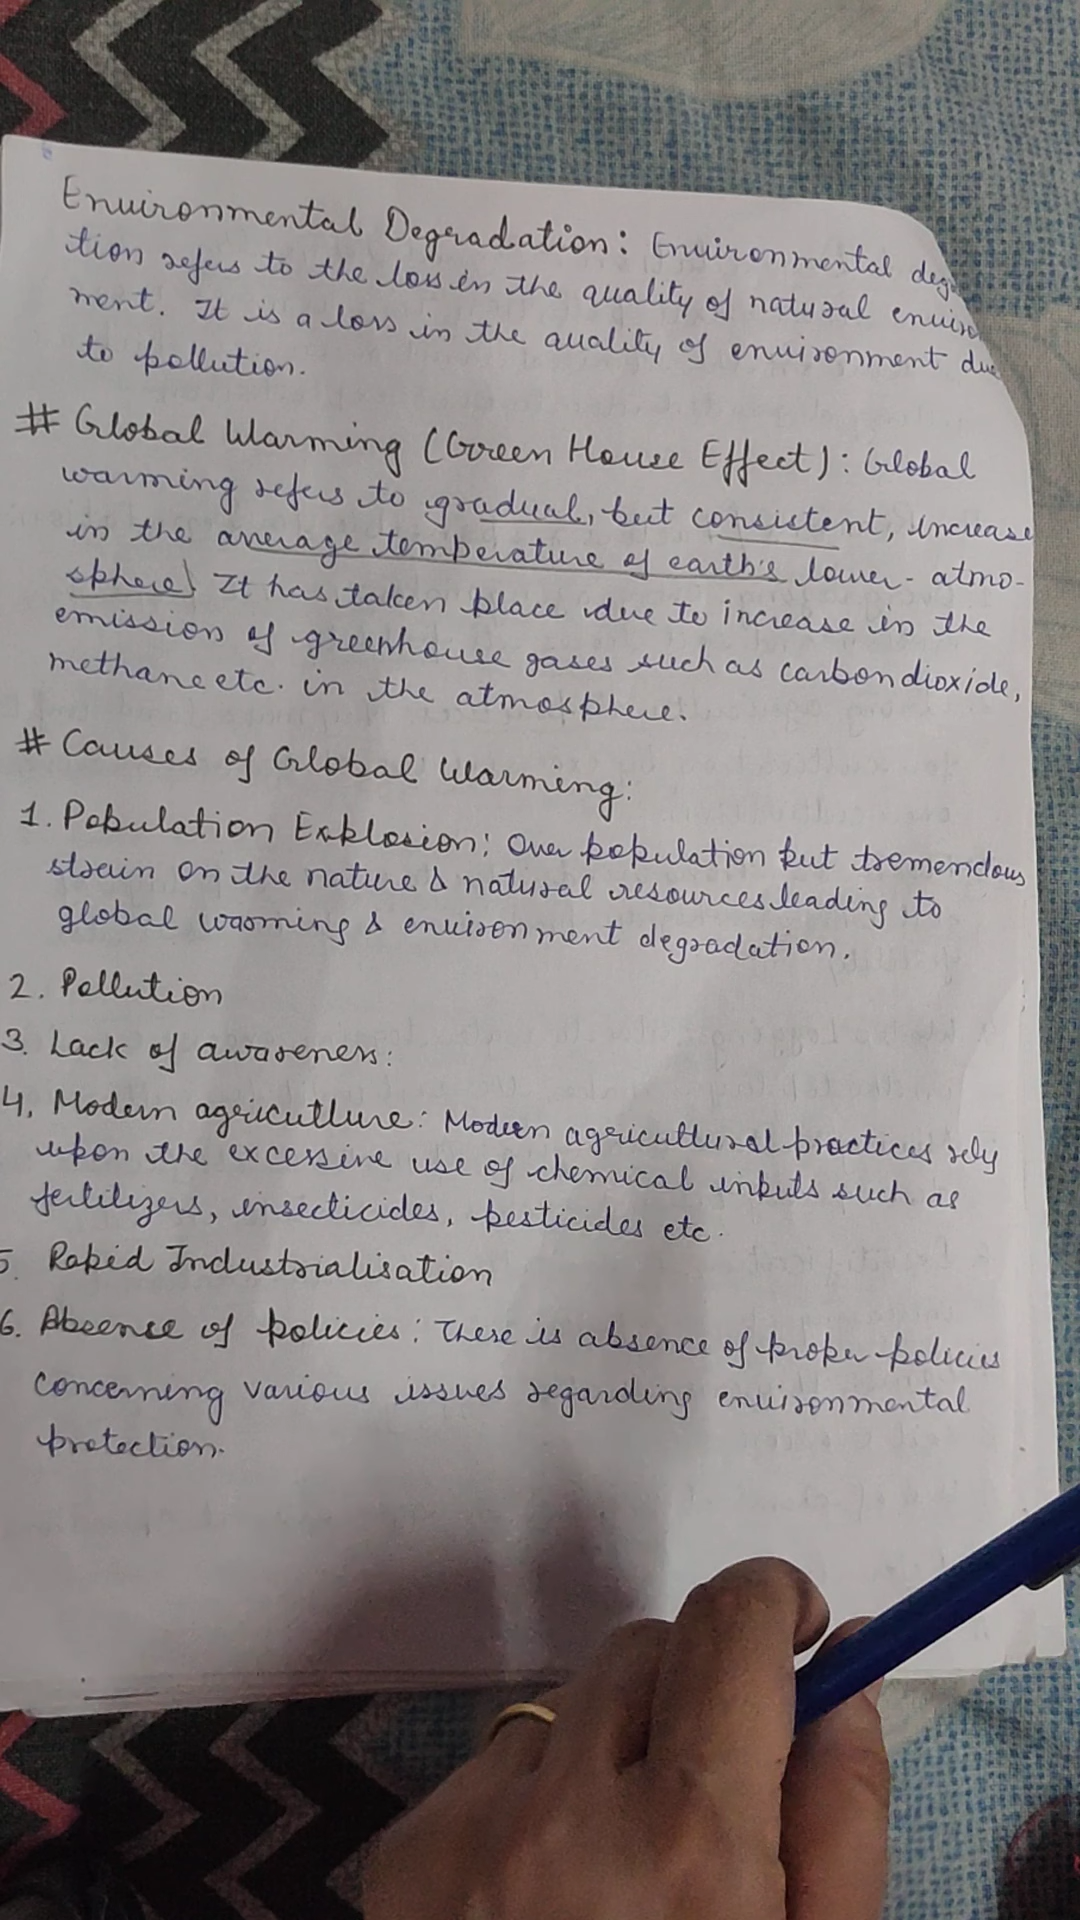 Environmental Degradation: Environmental deg
tion refers to the loss in the quality of natural enviro
ment. It is a loss in the quality of environment due
to pollution.
# Global Warming (Green House Effect): Global
warming refers to gradual, but consistent, increase
in the average temperature of earth's lower-atmo-
sphere. It has taken place due to increase in the
emission of greenhouse gases such as carbondioxide,
methane etc. in the atmosphere.
# Causes of Global Warming:
1. Population Explosion: Over population put tremendous
strain on the nature & natural resources leading to
global warming & environment degradation.
2. Pollution
3. Lack of awareness:
4. Modern agricutlure: Modern agricultural practices rely
upon the excessive use of chemical inputs such as
fertilizers, insecticides, pesticides etc.
5. Rapid Industrialisation
6. Absence of policies: There is absence of proper policies
concerning various issues regarding environmental
protection.